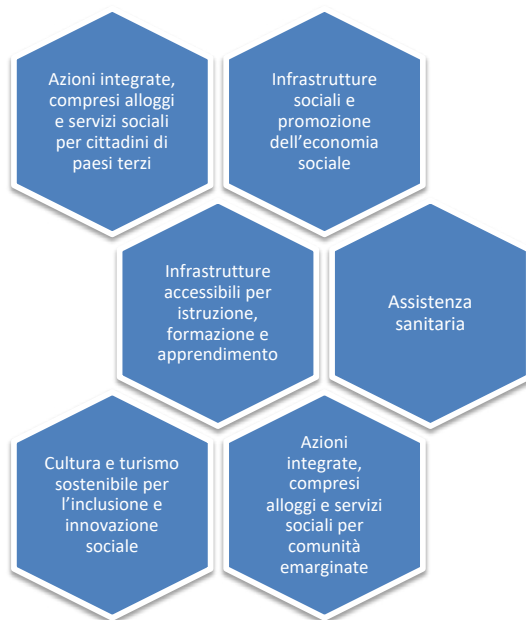 Azioni integrate,
compresi alloggi
e servizi sociali
per cittadini di
paesi terzi
Infrastrutture
sociali e
promozione
dell’economia
sociale
Infrastrutture
accessibili per
istruzione,
formazione e
apprendimento
Assistenza
sanitaria
Cultura e turismo
sostenibile per
l’inclusione e
innovazione
sociale
Azioni
integrate,
compresi
alloggi e servizi
sociali per
comunità
emarginate